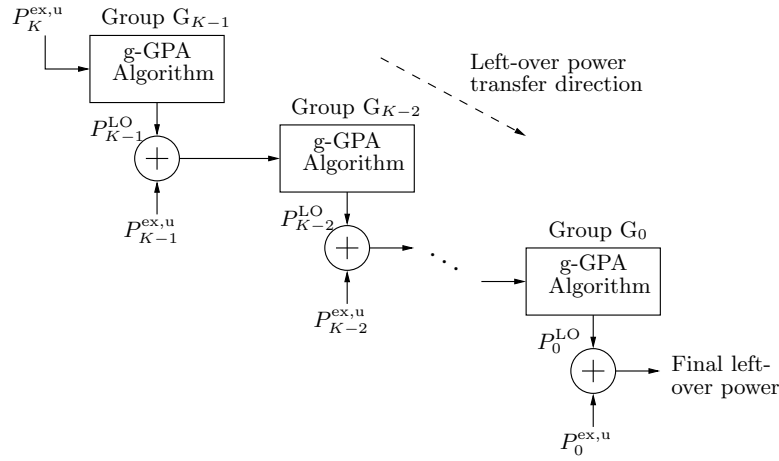 P_K^{ex,u}
Group G_{K−1}
g-GPA
Algorithm
P_{K−1}^{LO}
+
P_{K−1}^{ex,u}
Left-over power
transfer direction
Group G_{K−2}
g-GPA
Algorithm
P_{K−2}^{LO}
+
P_{K−2}^{ex,u}
. . .
Group G_0
g-GPA
Algorithm
P_0^{LO}
+
Final left-
over power
P_0^{ex,u}